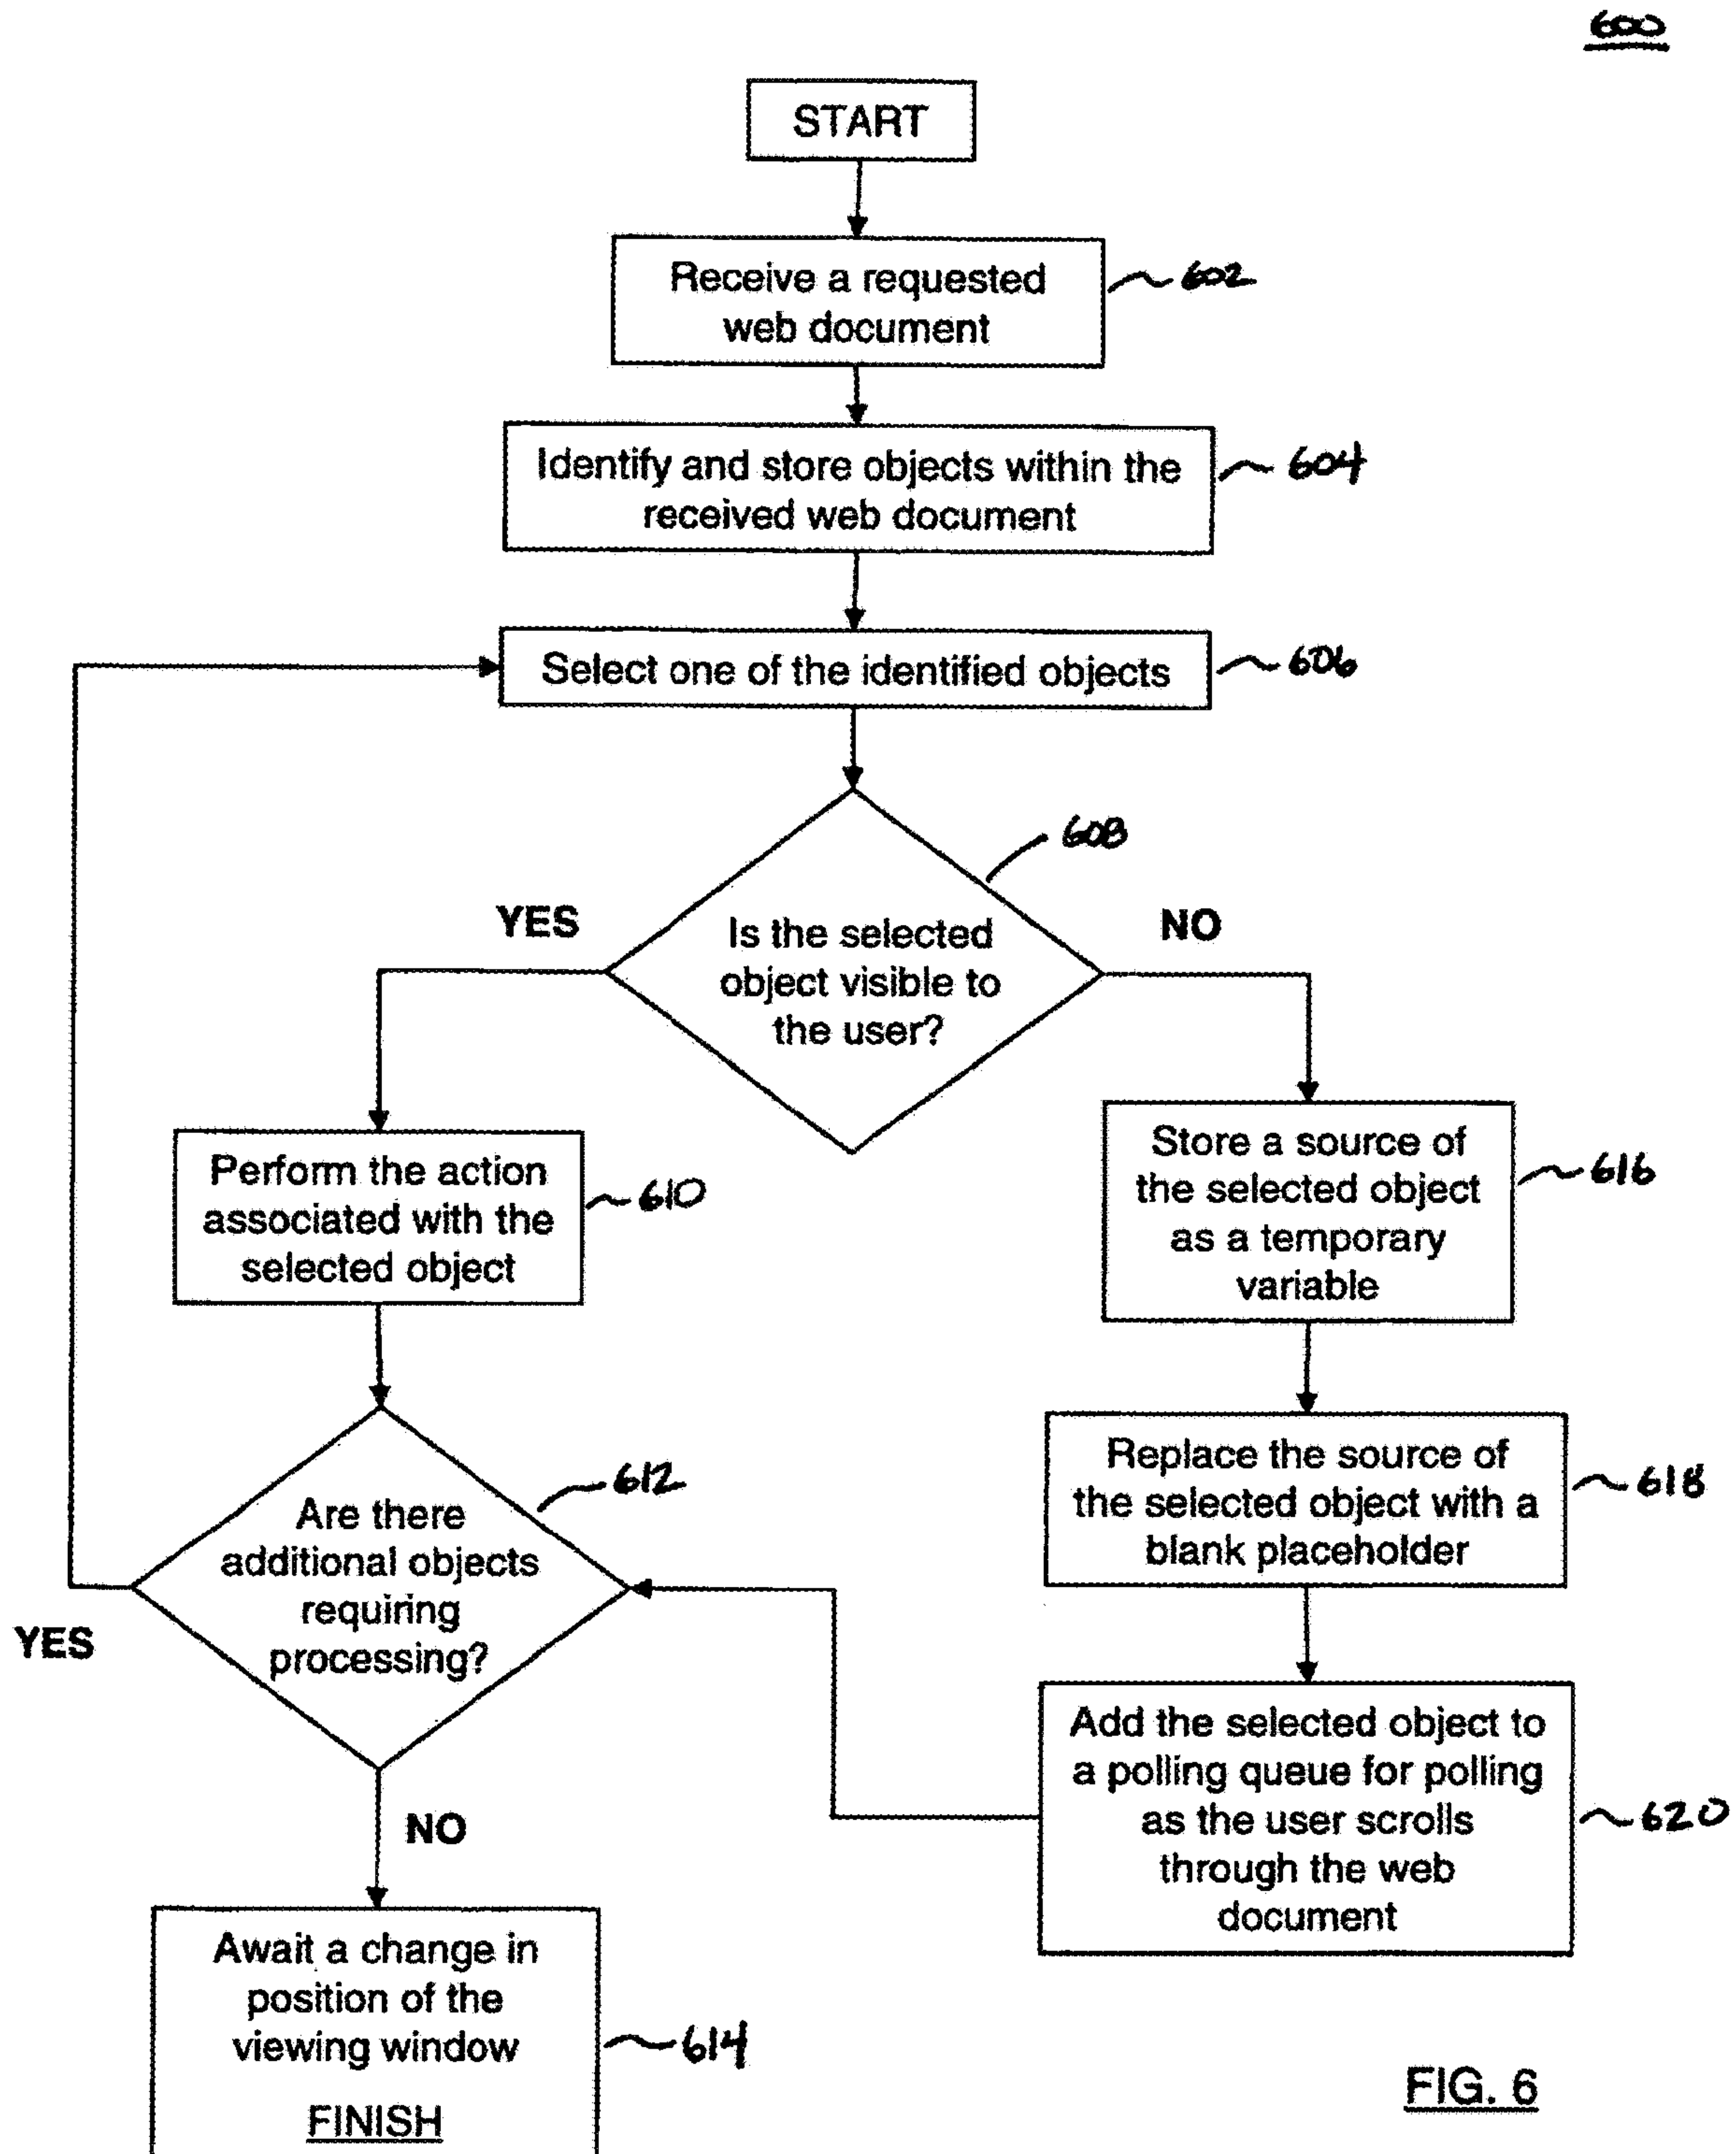 600
START
Receive a requested
web document
602
Identify and store objects within the
received web document
604
Select one of the identified objects
606
608
YES
NO
Is the selected
object visible to
the user?
Perform the action
associated with the
selected object
610
Store a source of
the selected object
as a temporary
variable
616
Are there
additional objects
requiring
processing?
612
YES
NO
Replace the source of
the selected object with a
blank placeholder
618
Add the selected object to
a polling queue for polling
as the user scrolls
through the web
document
620
Await a change in
position of the
viewing window
FINISH
614
FIG. 6